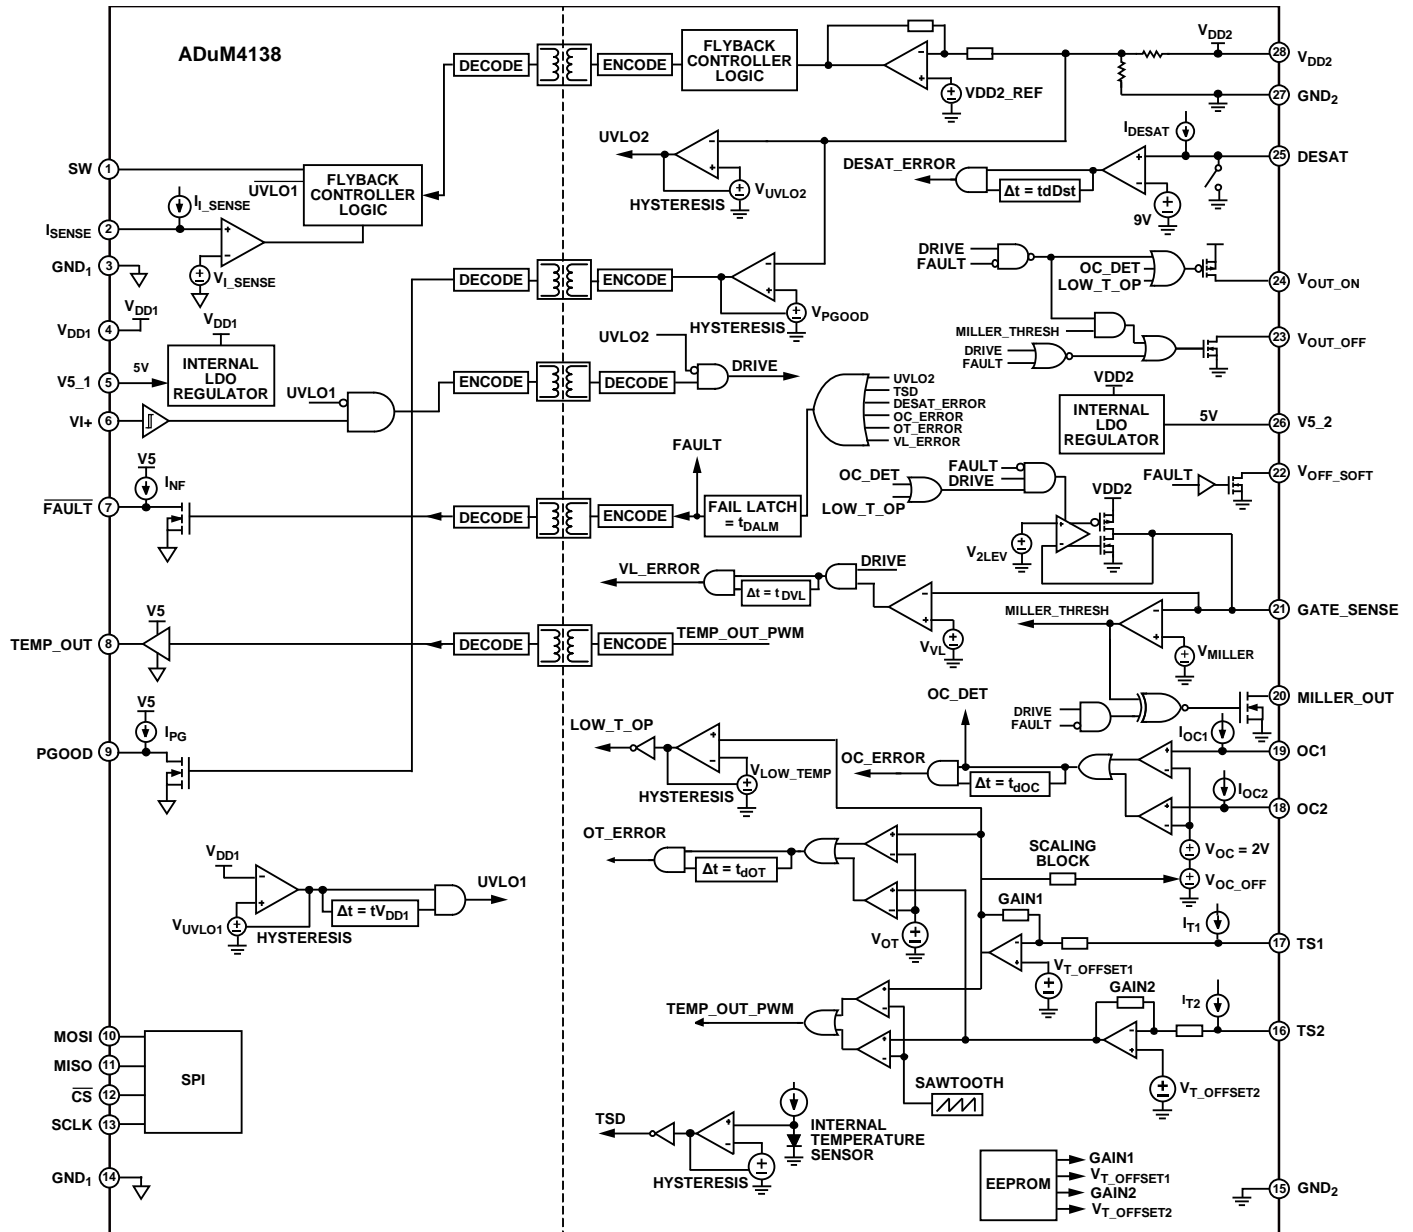 ADuM4138
SW 1
ISENSE 2
GND1 3
VDD1 4
V5_1 5
VI+ 6
FAULT 7
TEMP_OUT 8
PGOOD 9
MOSI 10
MISO 11
CS 12
SCLK 13
GND1 14
UVLO1
FLYBACK
CONTROLLER
LOGIC
II_SENSE
VI_SENSE
VDD1
VDD1
5V
INTERNAL
LDO
REGULATOR
UVLO1
V5
INF
V5
V5
IPG
VDD1
VUVLO1
HYSTERESIS
Δt = tVDD1
UVLO1
SPI
DECODE
ENCODE
FLYBACK
CONTROLLER
LOGIC
VDD2_REF
VDD2
UVLO2
HYSTERESIS
VUVLO2
DESAT_ERROR
Δt = tdDst
IDESAT
9V
DECODE
ENCODE
HYSTERESIS
VPGOOD
DRIVE
FAULT
OC_DET
LOW_T_OP
MILLER_THRESH
DRIVE
FAULT
UVLO2
ENCODE
DECODE
DRIVE
UVLO2
TSD
DESAT_ERROR
OC_ERROR
OT_ERROR
VL_ERROR
VDD2
INTERNAL
LDO
REGULATOR
5V
FAULT
DECODE
ENCODE
FAIL LATCH
= tDALM
OC_DET
LOW_T_OP
FAULT
DRIVE
VDD2
V2LEV
FAULT
VL_ERROR
Δt = tDVL
DRIVE
VVL
MILLER_THRESH
VMILLER
DECODE
ENCODE
TEMP_OUT_PWM
DRIVE
FAULT
OC_DET
LOW_T_OP
VLOW_TEMP
HYSTERESIS
OC_ERROR
Δt = tdOC
IOC1
IOC2
VOC = 2V
VOC_OFF
OT_ERROR
Δt = tdOT
VOT
SCALING
BLOCK
GAIN1
IT1
VT_OFFSET1
TEMP_OUT_PWM
GAIN2
IT2
VT_OFFSET2
SAWTOOTH
TSD
HYSTERESIS
INTERNAL
TEMPERATURE
SENSOR
EEPROM
GAIN1
VT_OFFSET1
GAIN2
VT_OFFSET2
28 VDD2
27 GND2
25 DESAT
24 VOUT_ON
23 VOUT_OFF
26 V5_2
22 VOFF_SOFT
21 GATE_SENSE
20 MILLER_OUT
19 OC1
18 OC2
17 TS1
16 TS2
15 GND2